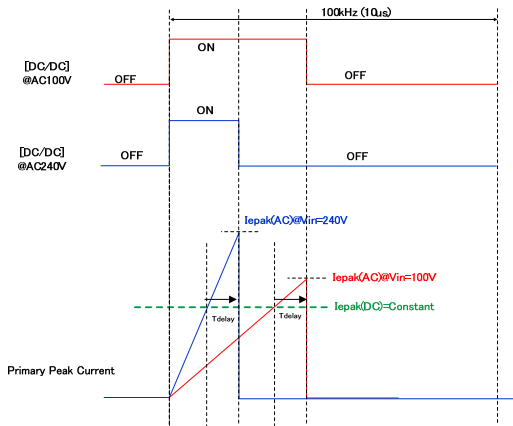 100kHz (10us)
[DC/DC]
@AC100V
OFF
ON
OFF
[DC/DC]
@AC240V
OFF
ON
OFF
Iepak(AC)@Vin=240V
Iepak(AC)@Vin=100V
Iepak(DC)=Constant
Tdelay
Tdelay
Primary Peak Current